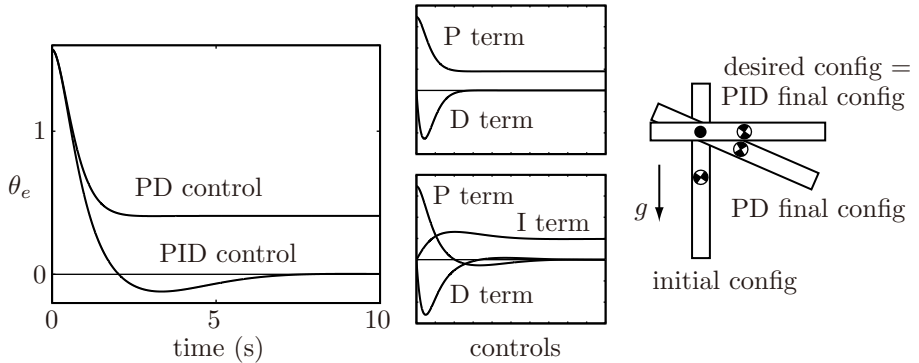 θe
1
0
PD control
PID control
0
5
10
time (s)
P term
D term
P term
I term
D term
controls
desired config =
PID final config
g
PD final config
initial config